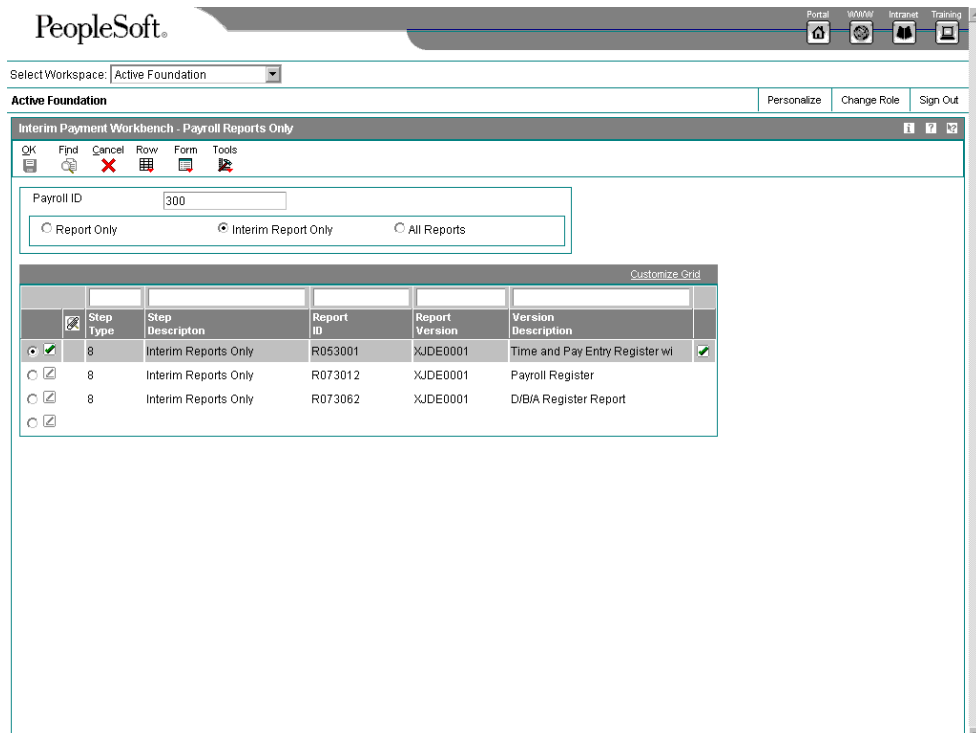 PeopleSoft.
Portal WWW Intranet Training
Select Workspace: Active Foundation
Active Foundation Personalize Change Role Sign Out
Interim Payment Workbench - Payroll Reports Only
OK Find Cancel Row Form Tools
Payroll ID 300
Report Only Interim Report Only All Reports
Customize Grid
Step Type Step Descripton Report ID Report Version Version Description
8 Interim Reports Only R053001 XJDE0001 Time and Pay Entry Register wi
8 Interim Reports Only R073012 XJDE0001 Payroll Register
8 Interim Reports Only R073062 XJDE0001 D/B/A Register Report